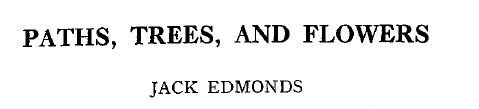 PATHS, TREES, AND FLOWERS
JACK EDMONDS